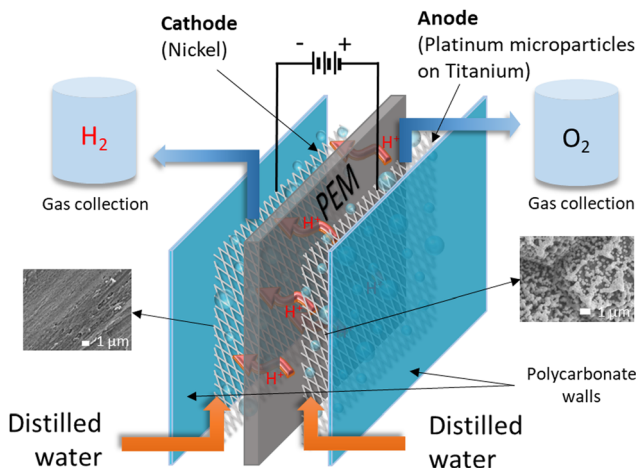 Cathode
(Nickel)
- +
Anode
(Platinum microparticles
on Titanium)
H₂
Gas collection
O₂
Gas collection
PEM
H⁺
H
H⁺
H⁺
1 μm
1 μm
Polycarbonate
walls
Distilled
water
Distilled
water